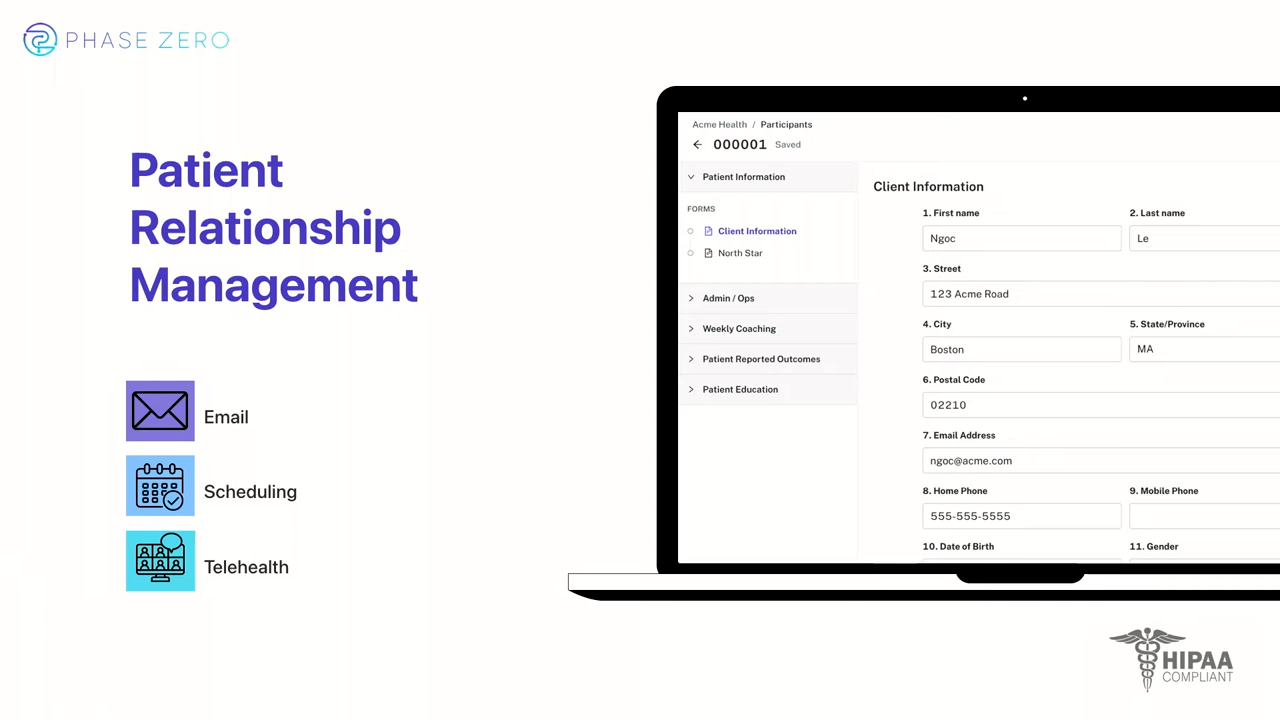 PHASE ZERO
Patient
Relationship
Management
Email
Scheduling
Telehealth
Acme Health / Participants
000001 Saved
Patient Information
FORMS
Client Information
North Star
Admin / Ops
Weekly Coaching
Patient Reported Outcomes
Patient Education
Client Information
1. First name 2. Last name
Ngoc Le
3. Street
123 Acme Road
4. City 5. State/Province
Boston MA
6. Postal Code
02210
7. Email Address
ngoc@acme.com
8. Home Phone 9. Mobile Phone
555-555-5555
10. Date of Birth 11. Gender
HIPAA
COMPLIANT